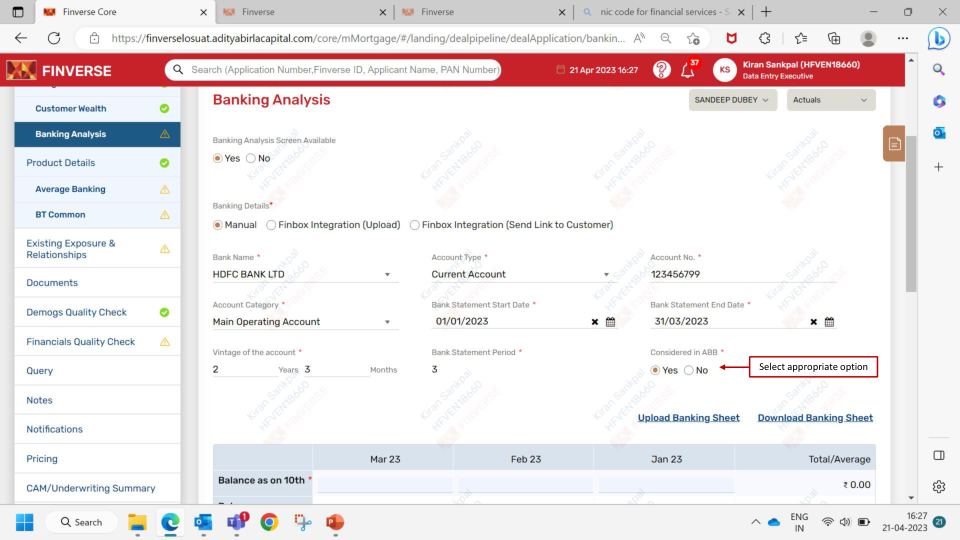 Finverse Core
Finverse
Finverse
nic code for financial services - S
https://finverselosuat.adityabirlacapital.com/core/mMortgage/#/landing/dealpipeline/dealApplication/bankin...
FINVERSE
Search (Application Number,Finverse ID, Applicant Name, PAN Number)
21 Apr 2023 16:27
37
KS
Kiran Sankpal (HFVEN18660)
Data Entry Executive
Customer Wealth
Banking Analysis
Product Details
Average Banking
BT Common
Existing Exposure &
Relationships
Documents
Demogs Quality Check
Financials Quality Check
Query
Notes
Notifications
Pricing
CAM/Underwriting Summary
Banking Analysis
SANDEEP DUBEY
Actuals
Banking Analysis Screen Available
Yes No
Banking Details*
Manual Finbox Integration (Upload) Finbox Integration (Send Link to Customer)
Bank Name * Account Type * Account No. *
HDFC BANK LTD Current Account 123456799
Account Category * Bank Statement Start Date * Bank Statement End Date *
Main Operating Account 01/01/2023 31/03/2023
Vintage of the account * Bank Statement Period * Considered in ABB *
2 Years 3 Months 3 Yes No
Select appropriate option
Upload Banking Sheet Download Banking Sheet
Mar 23 Feb 23 Jan 23 Total/Average
Balance as on 10th * ₹ 0.00
Kiran Sankpal
HFVEN18660
FINVERSE
Search
1
ENG
IN
16:27
21-04-2023
21